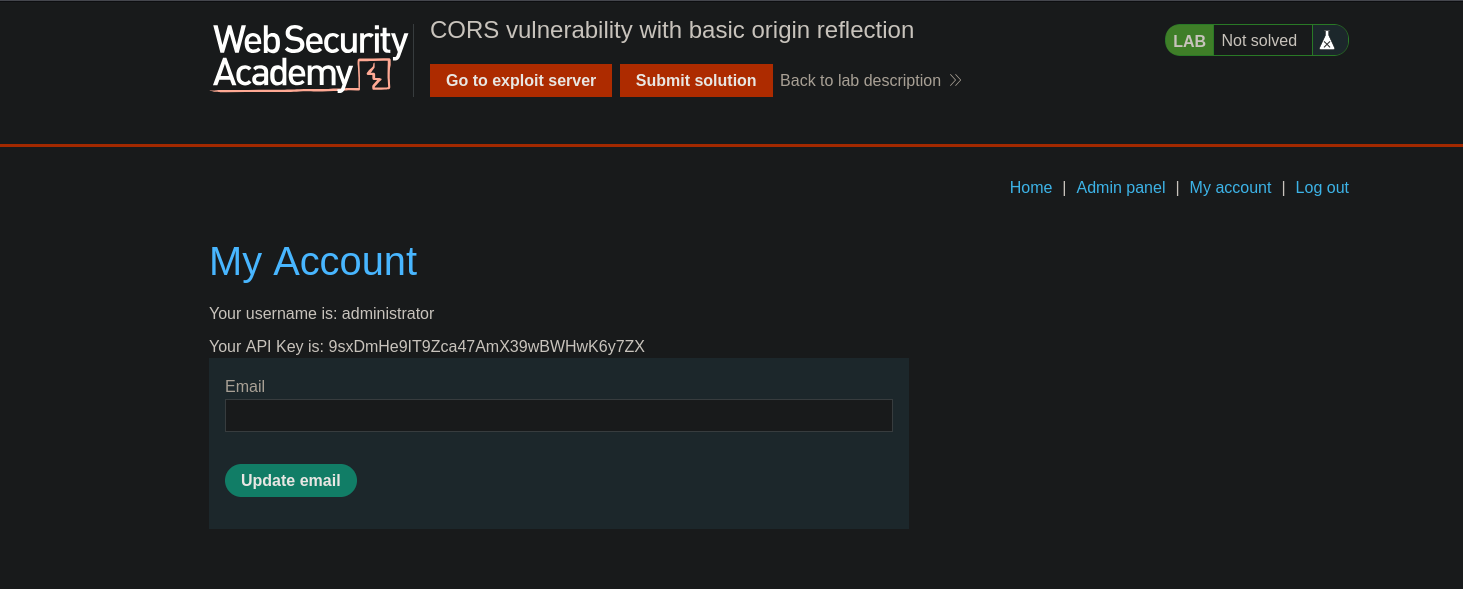 Web Security
Academy
CORS vulnerability with basic origin reflection
Go to exploit server
Submit solution
Back to lab description
LAB
Not solved
Home | Admin panel | My account | Log out
My Account
Your username is: administrator
Your API Key is: 9sxDmHe9IT9Zca47AmX39wBWHwK6y7ZX
Email
Update email